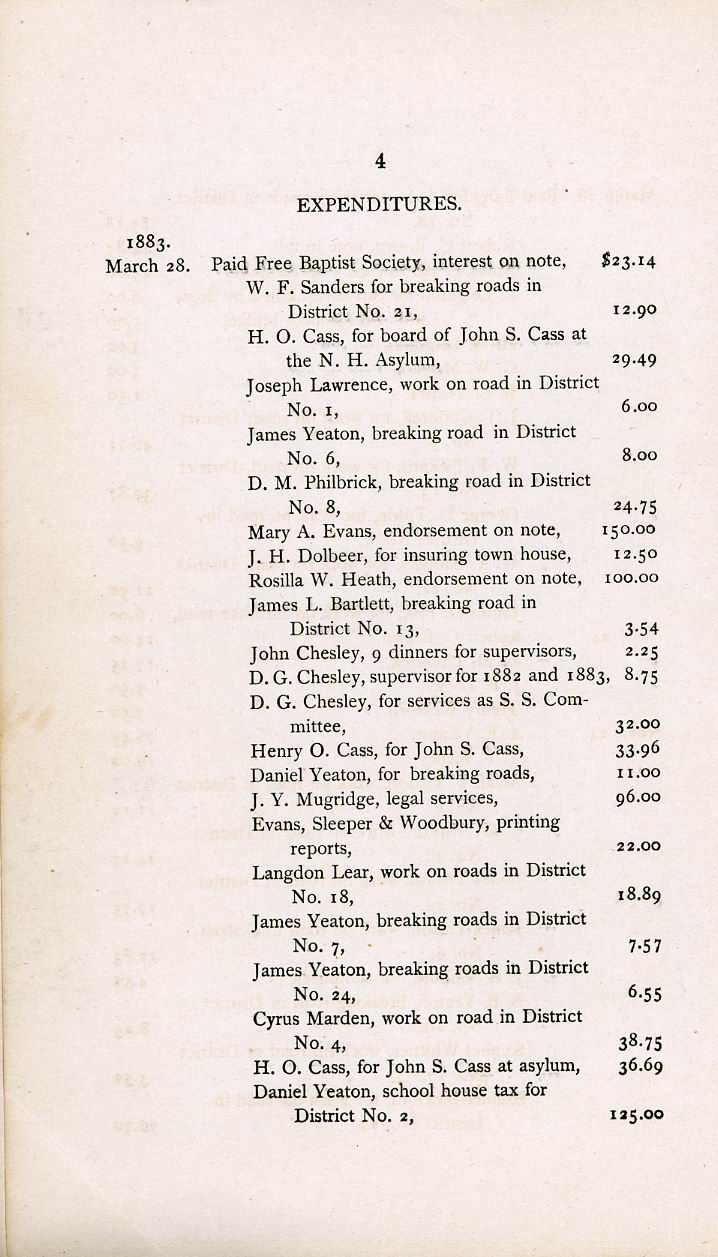 4
EXPENDITURES.
1883.
March 28. Paid Free Baptist Society, interest on note, $23.14
W. F. Sanders for breaking roads in
District No. 21, 12.90
H. O. Cass, for board of John S. Cass at
the N. H. Asylum, 29.49
Joseph Lawrence, work on road in District
No. 1, 6.00
James Yeaton, breaking road in District
No. 6, 8.00
D. M. Philbrick, breaking road in District
No. 8, 24.75
Mary A. Evans, endorsement on note, 150.00
J. H. Dolbeer, for insuring town house, 12.50
Rosilla W. Heath, endorsement on note, 100.00
James L. Bartlett, breaking road in
District No. 13, 3.54
John Chesley, 9 dinners for supervisors, 2.25
D. G. Chesley, supervisor for 1882 and 1883, 8.75
D. G. Chesley, for services as S. S. Com-
mittee, 32.00
Henry O. Cass, for John S. Cass, 33.96
Daniel Yeaton, for breaking roads, 11.00
J. Y. Mugridge, legal services, 96.00
Evans, Sleeper & Woodbury, printing
reports, 22.00
Langdon Lear, work on roads in District
No. 18, 18.89
James Yeaton, breaking roads in District
No. 7, 7.57
James Yeaton, breaking roads in District
No. 24, 6.55
Cyrus Marden, work on road in District
No. 4, 38.75
H. O. Cass, for John S. Cass at asylum, 36.69
Daniel Yeaton, school house tax for
District No. 2, 125.00